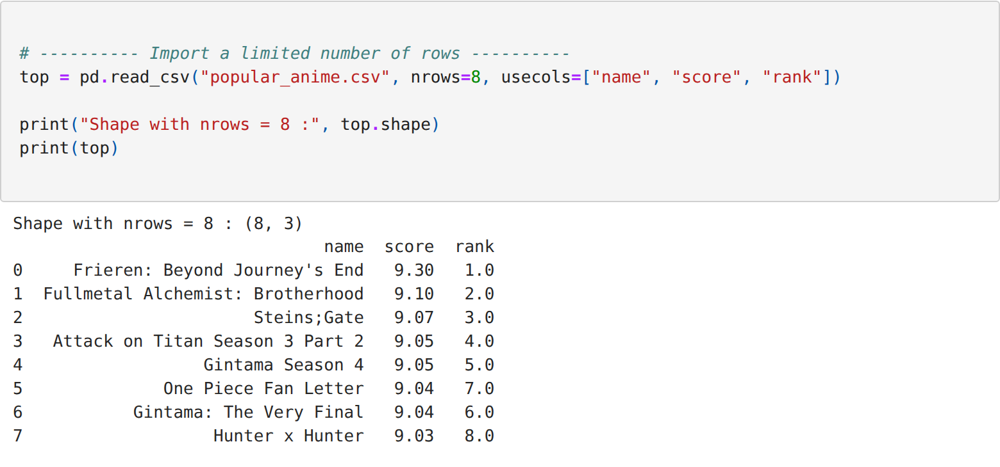 # ---------- Import a limited number of rows ----------
top = pd.read_csv("popular_anime.csv", nrows=8, usecols=["name", "score", "rank"])
print("Shape with nrows = 8 :", top.shape)
print(top)
Shape with nrows = 8 : (8, 3)
                               name  score  rank
0     Frieren: Beyond Journey's End   9.30   1.0
1  Fullmetal Alchemist: Brotherhood   9.10   2.0
2                       Steins;Gate   9.07   3.0
3   Attack on Titan Season 3 Part 2   9.05   4.0
4                  Gintama Season 4   9.05   5.0
5              One Piece Fan Letter   9.04   7.0
6           Gintama: The Very Final   9.04   6.0
7                   Hunter x Hunter   9.03   8.0